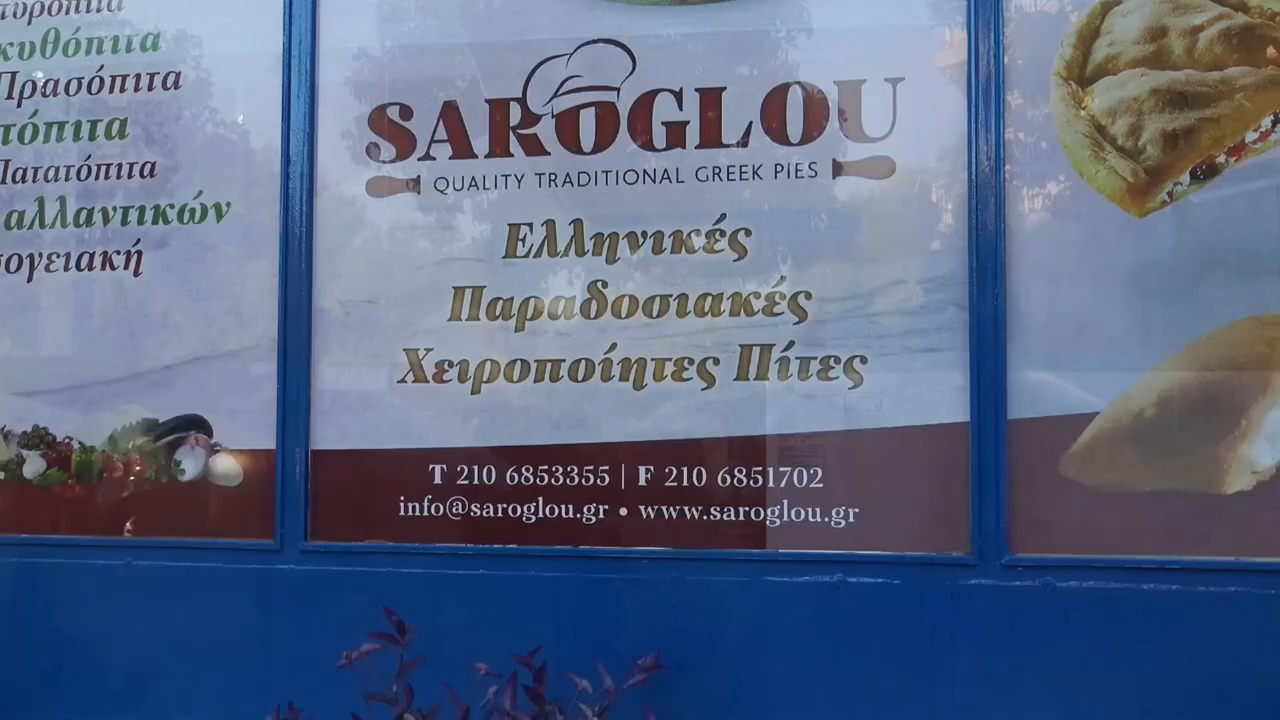 Πρασόπιτα
Πατατόπιτα
αλλαντικών
SAROGLOU
QUALITY TRADITIONAL GREEK PIES
Ελληνικές
Παραδοσιακές
Χειροποίητες Πίτες
T 210 6853355 | F 210 6851702
info@saroglou.gr • www.saroglou.gr